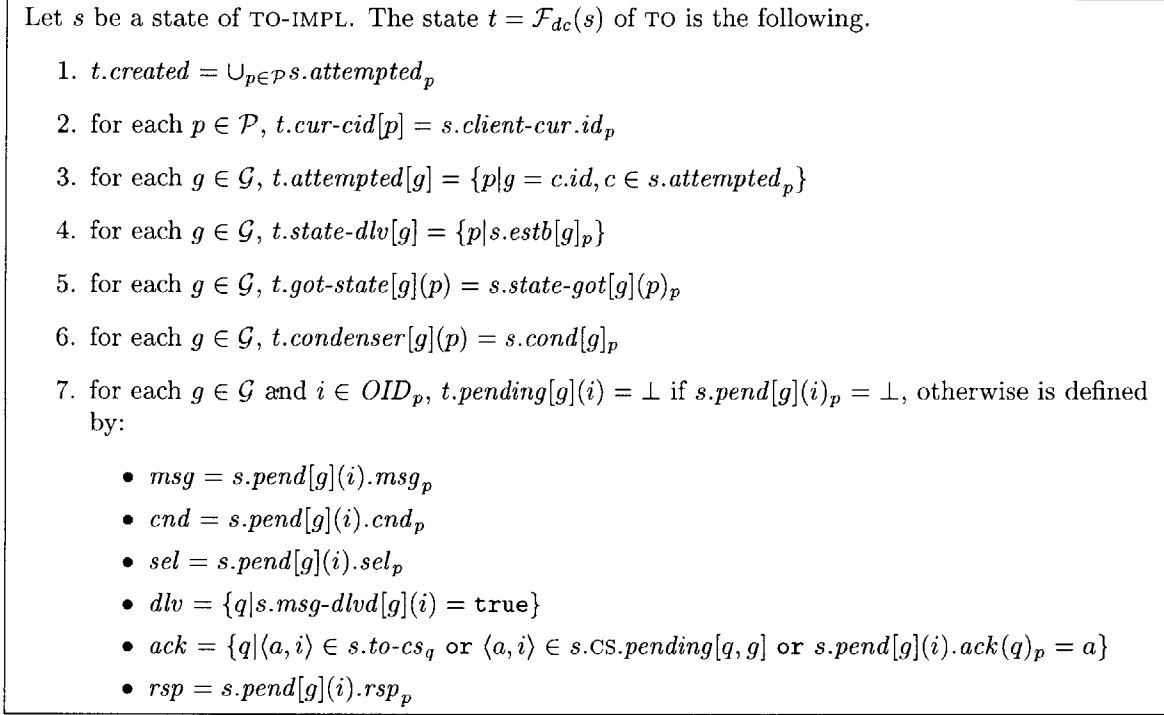 Let s be a state of TO-IMPL. The state t = 𝓕_dc(s) of TO is the following.
1. t.created = ∪_{p∈𝒫} s.attempted_p
2. for each p ∈ 𝒫, t.cur-cid[p] = s.client-cur.id_p
3. for each g ∈ 𝒢, t.attempted[g] = {p|g = c.id, c ∈ s.attempted_p}
4. for each g ∈ 𝒢, t.state-dlv[g] = {p|s.estb[g]_p}
5. for each g ∈ 𝒢, t.got-state[g](p) = s.state-got[g](p)_p
6. for each g ∈ 𝒢, t.condenser[g](p) = s.cond[g]_p
7. for each g ∈ 𝒢 and i ∈ OID_p, t.pending[g](i) = ⊥ if s.pend[g](i)_p = ⊥, otherwise is defined
by:
• msg = s.pend[g](i).msg_p
• cnd = s.pend[g](i).cnd_p
• sel = s.pend[g](i).sel_p
• dlv = {q|s.msg-dlvd[g](i) = true}
• ack = {q|⟨a, i⟩ ∈ s.to-cs_q or ⟨a, i⟩ ∈ s.CS.pending[q, g] or s.pend[g](i).ack(q)_p = a}
• rsp = s.pend[g](i).rsp_p